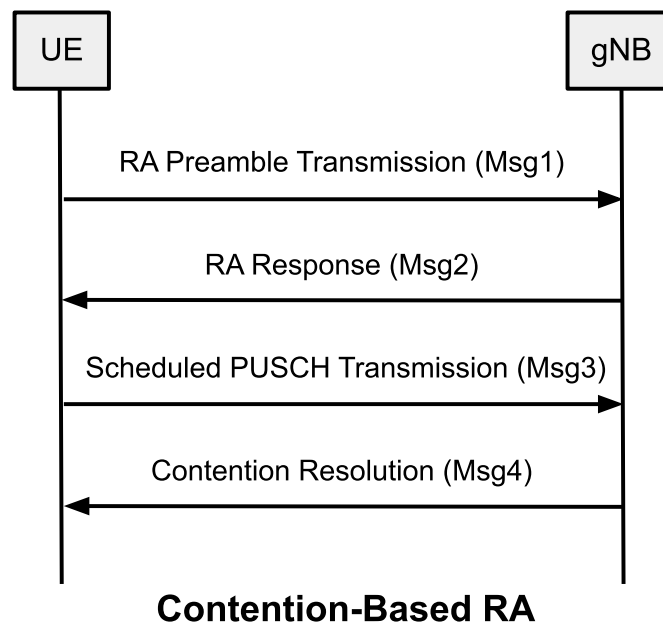 UE
gNB
RA Preamble Transmission (Msg1)
RA Response (Msg2)
Scheduled PUSCH Transmission (Msg3)
Contention Resolution (Msg4)
Contention-Based RA